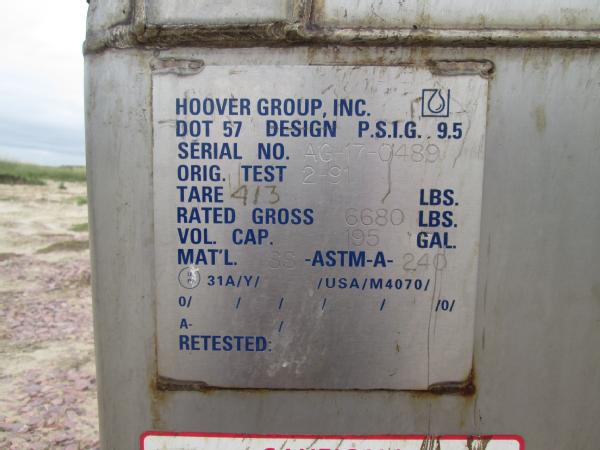 HOOVER GROUP, INC.
DOT 57 DESIGN P.S.I.G. 9.5
SERIAL NO. AG-17-0489
ORIG. TEST 2-91
TARE 413 LBS.
RATED GROSS 6680 LBS.
VOL. CAP. 195 GAL.
MAT'L. SS -ASTM-A- 240
31A/Y/ /USA/M4070/
0/ / / / / /0/
A- /
RETESTED: